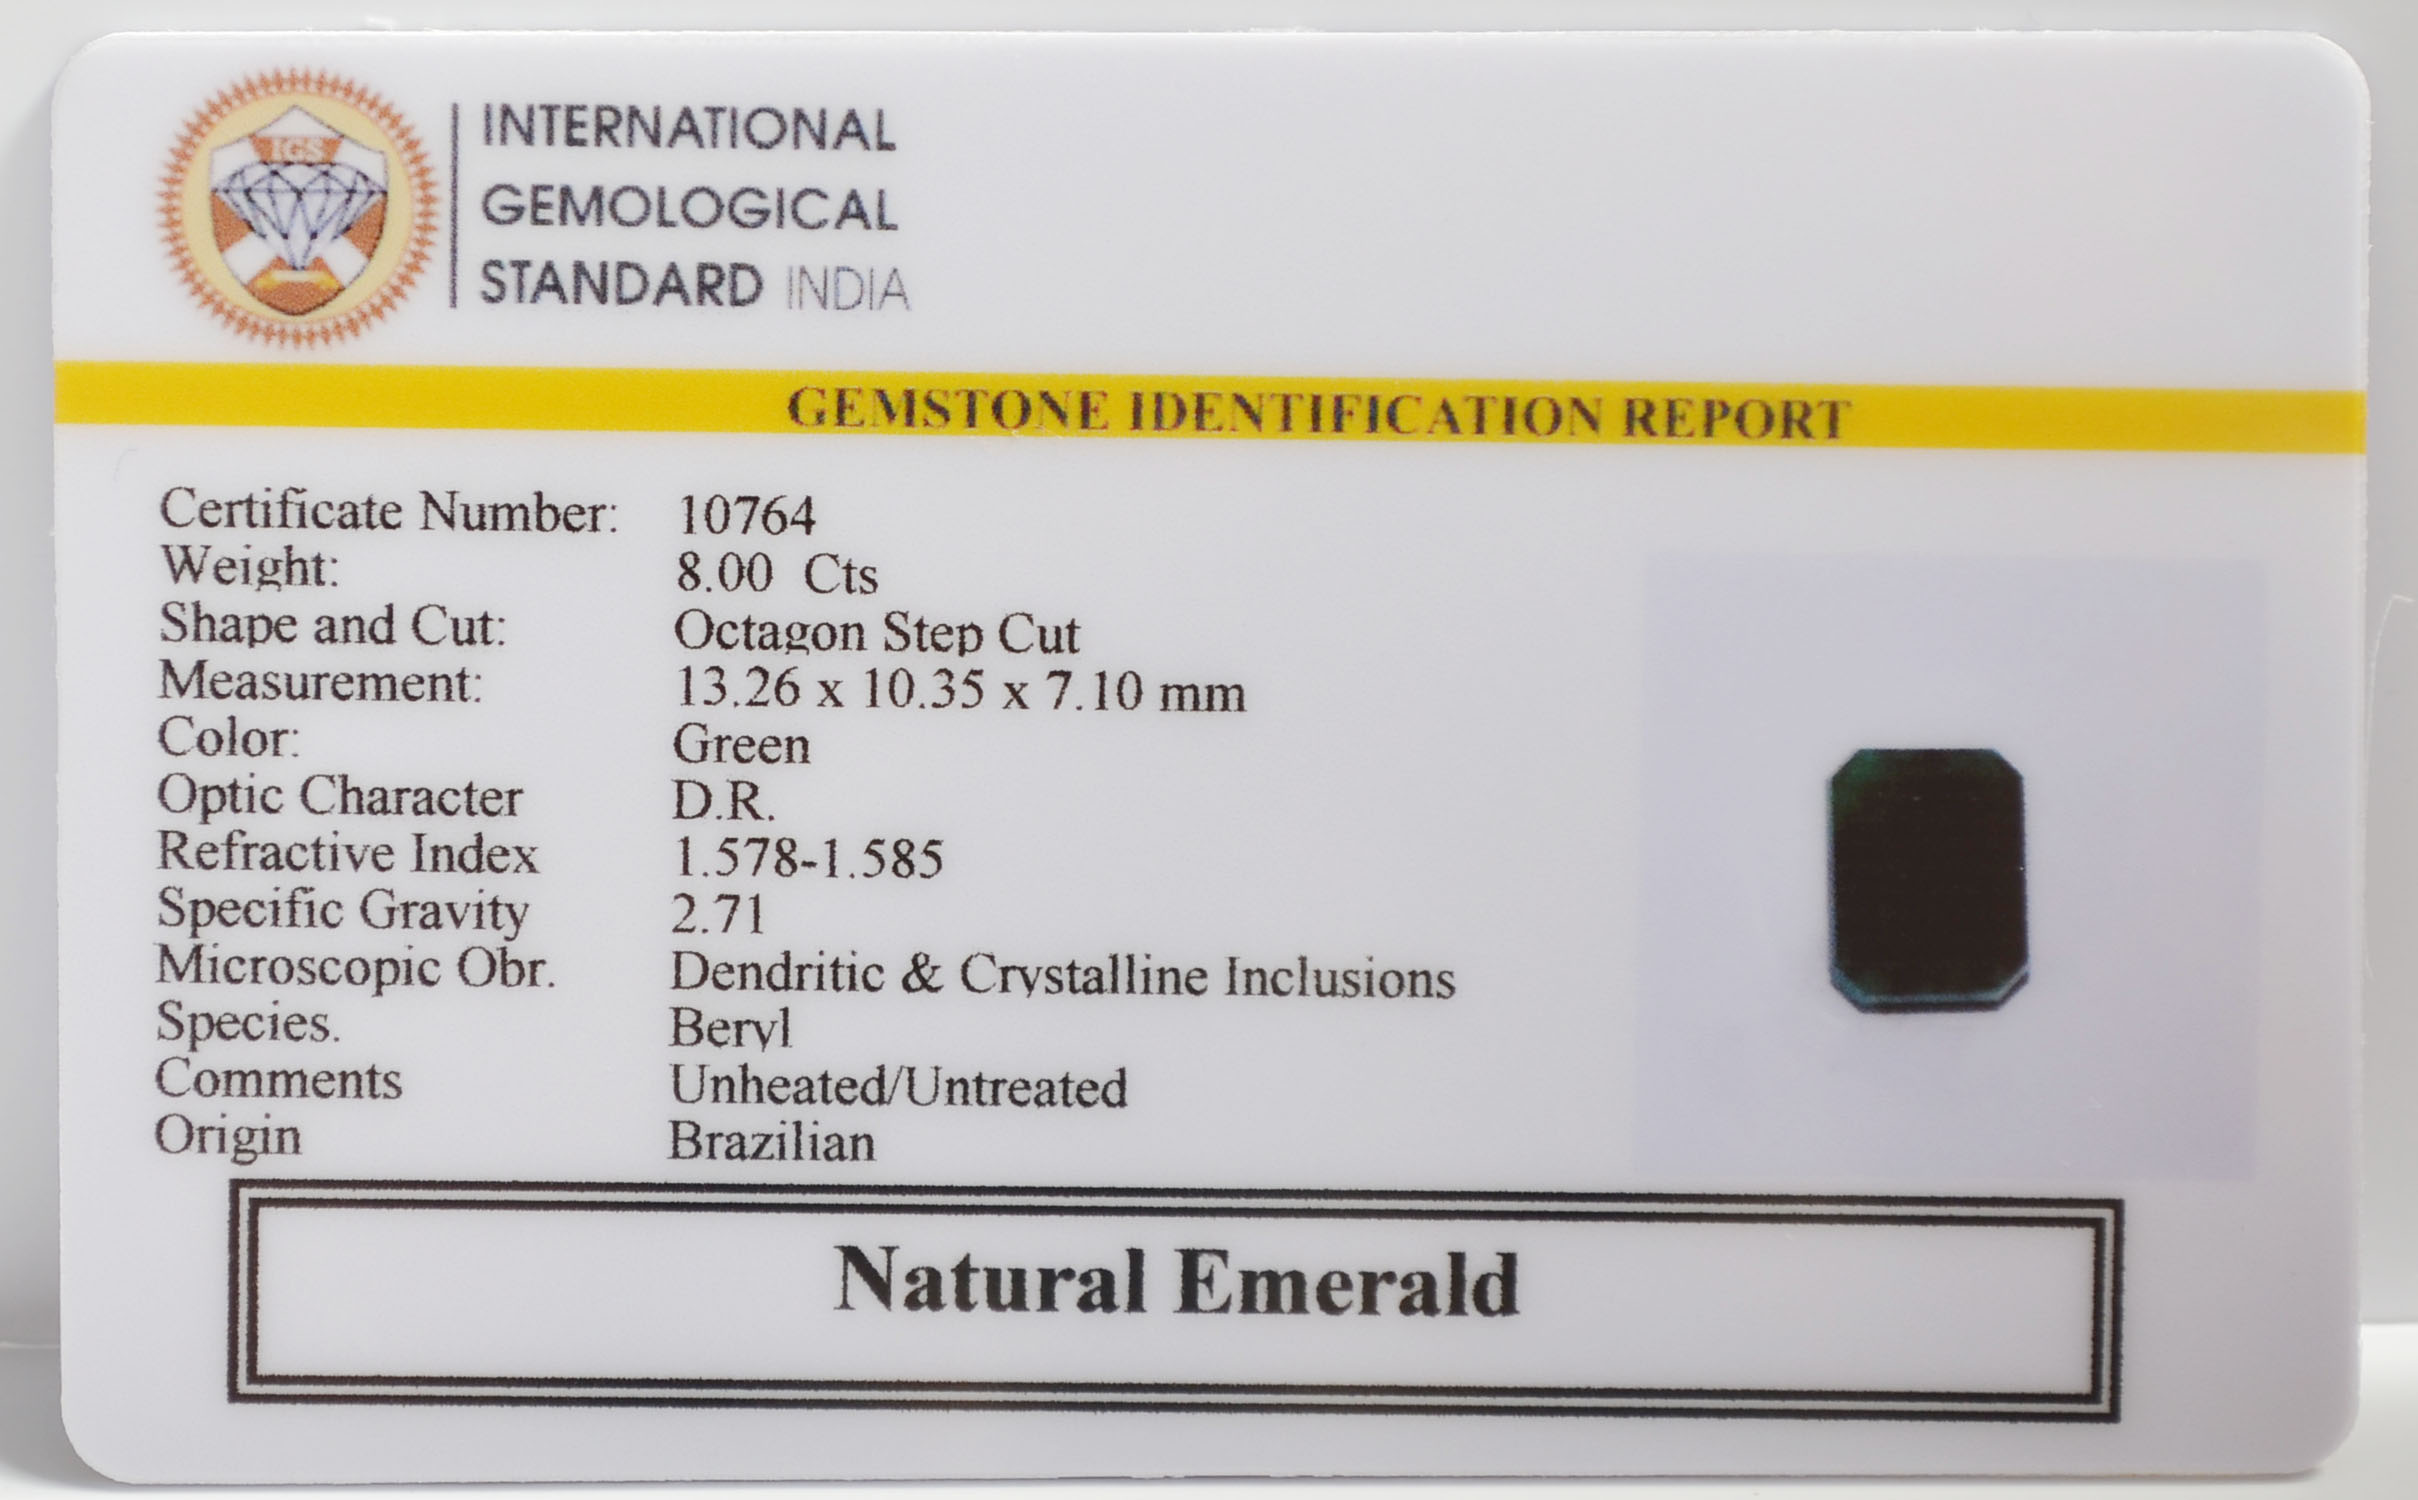 IGS
INTERNATIONAL
GEMOLOGICAL
STANDARD INDIA
GEMSTONE IDENTIFICATION REPORT
Certificate Number: 10764
Weight: 8.00 Cts
Shape and Cut: Octagon Step Cut
Measurement: 13.26 x 10.35 x 7.10 mm
Color: Green
Optic Character D.R.
Refractive Index 1.578-1.585
Specific Gravity 2.71
Microscopic Obr. Dendritic & Crystalline Inclusions
Species. Beryl
Comments Unheated/Untreated
Origin Brazilian
Natural Emerald